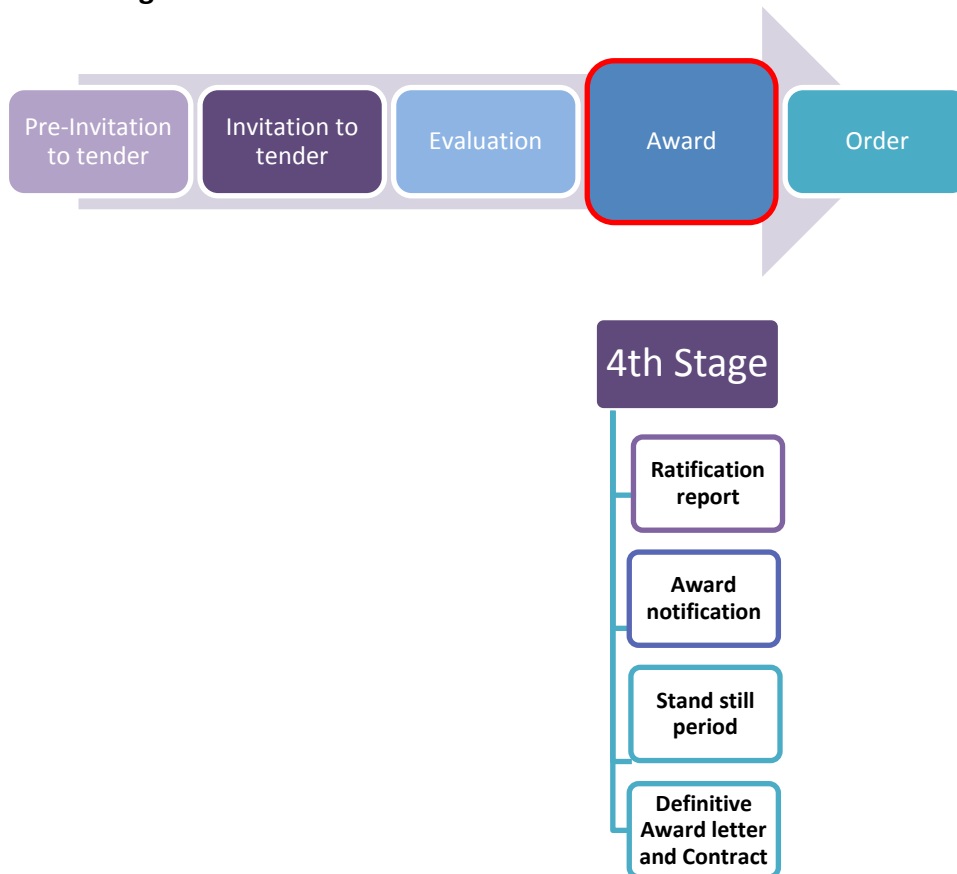 Pre-Invitation
to tender
Invitation to
tender
Evaluation
Award
Order
4th Stage
Ratification
report
Award
notification
Stand still
period
Definitive
Award letter
and Contract